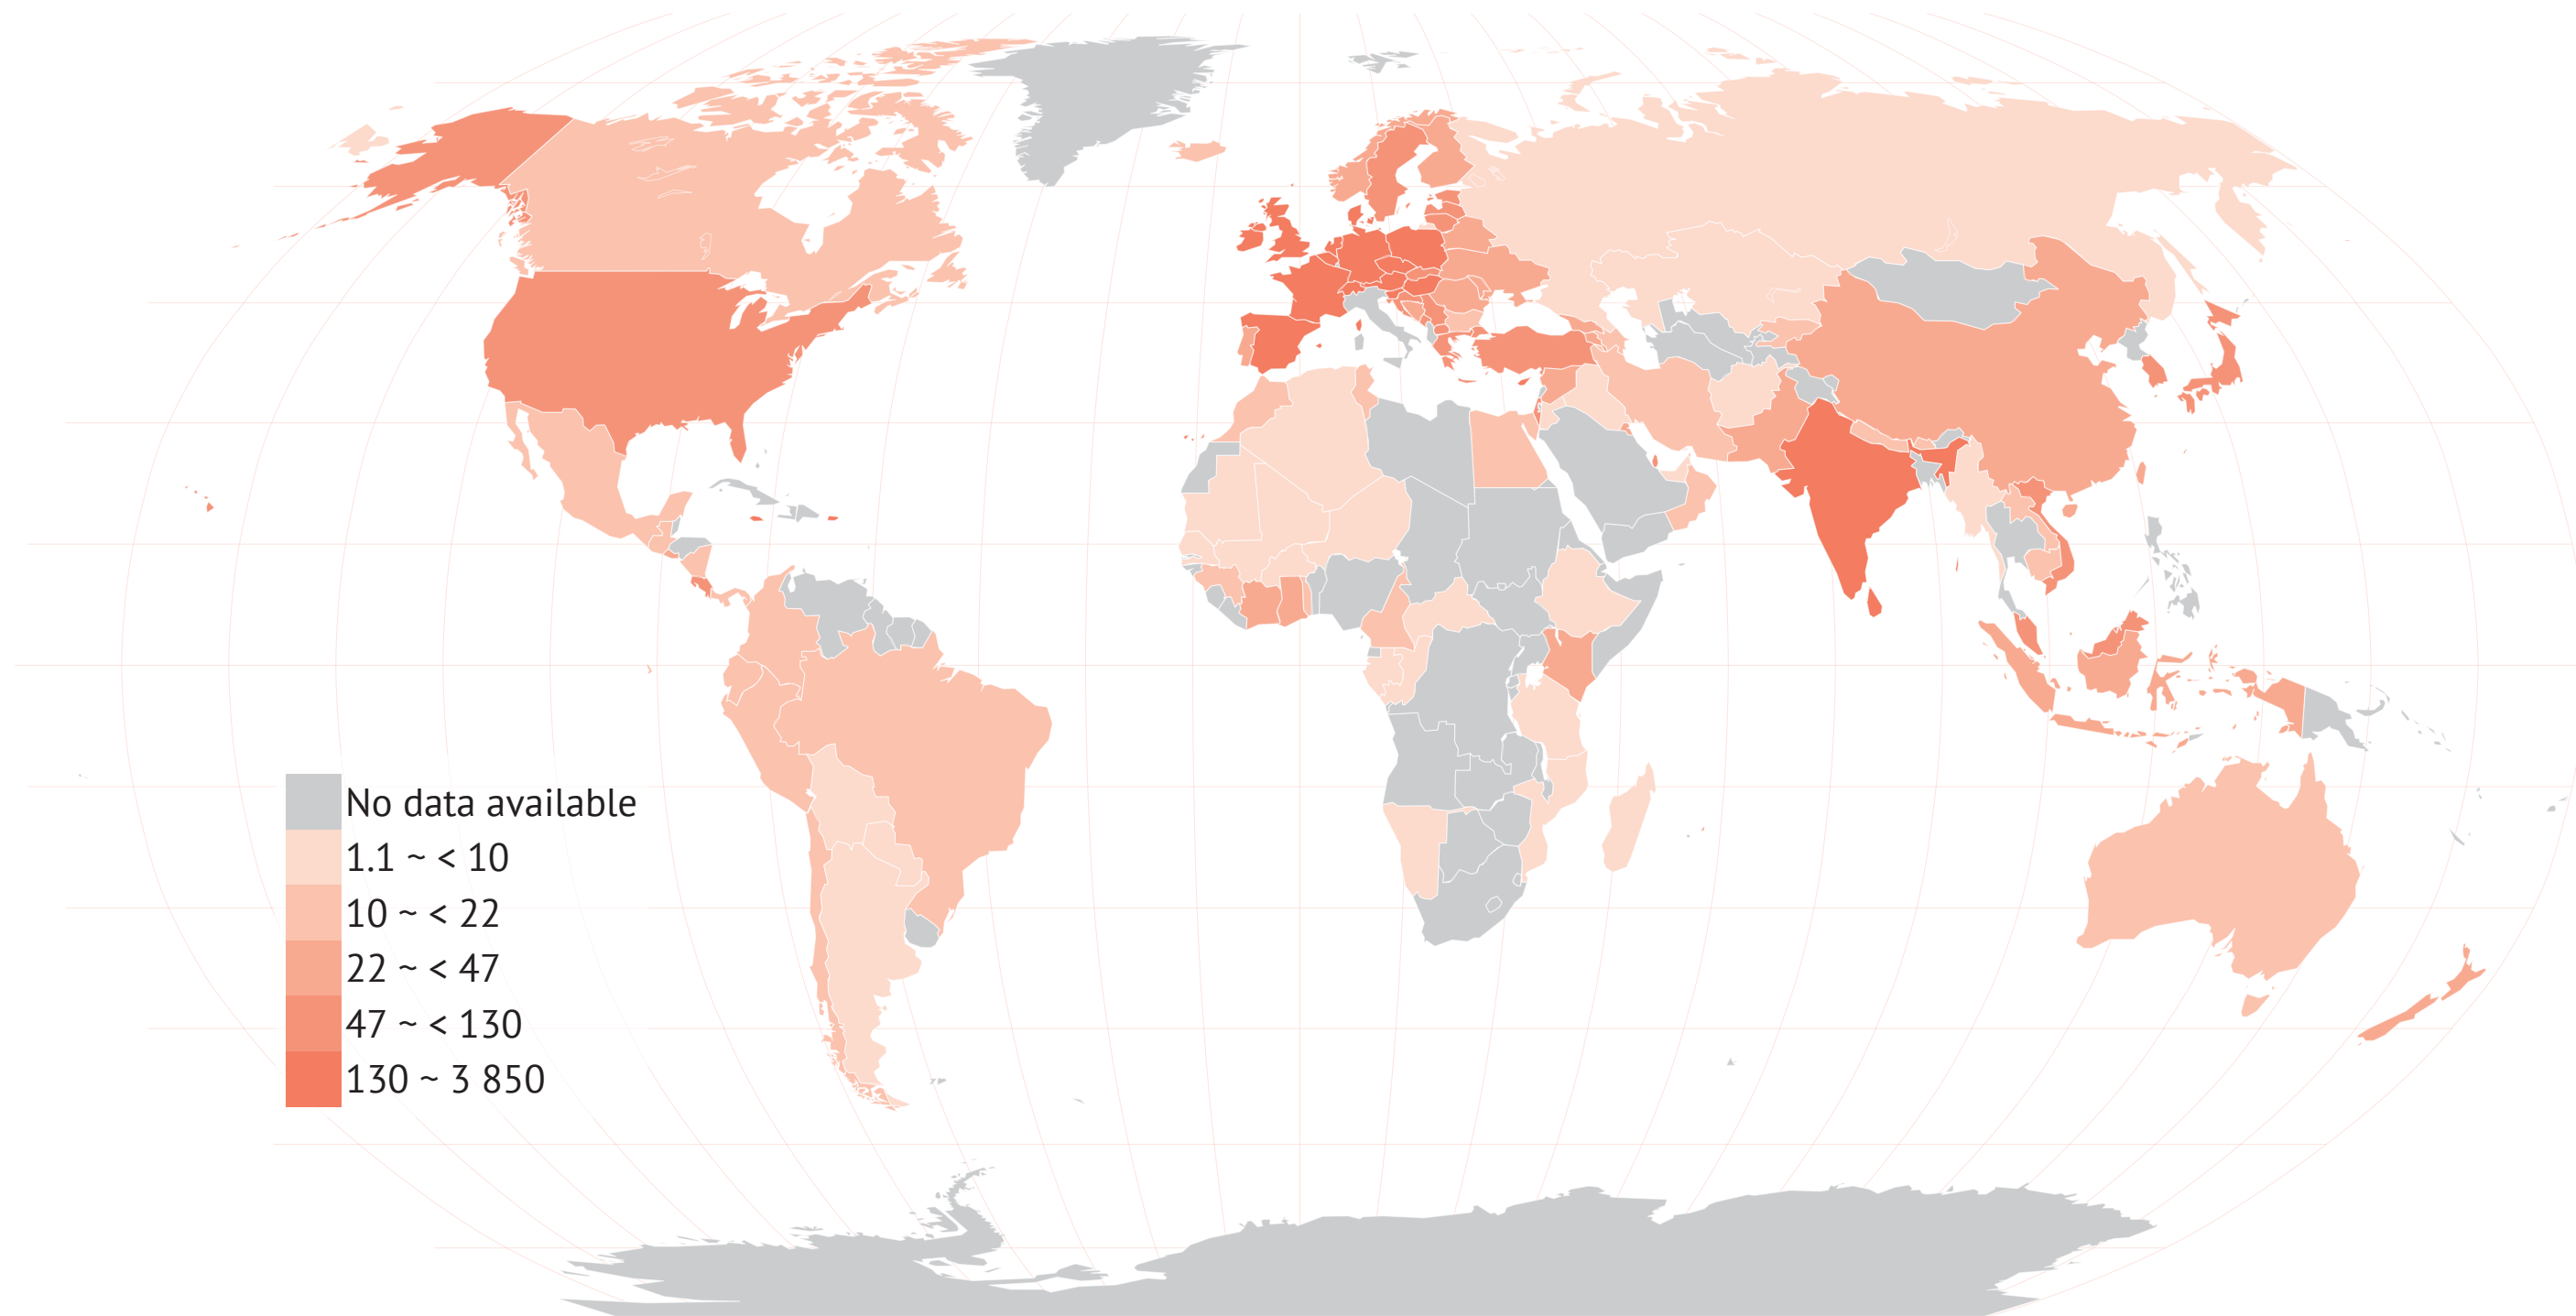 No data available
1.1 ~ < 10
10 ~ < 22
22 ~ < 47
47 ~ < 130
130 ~ 3 850